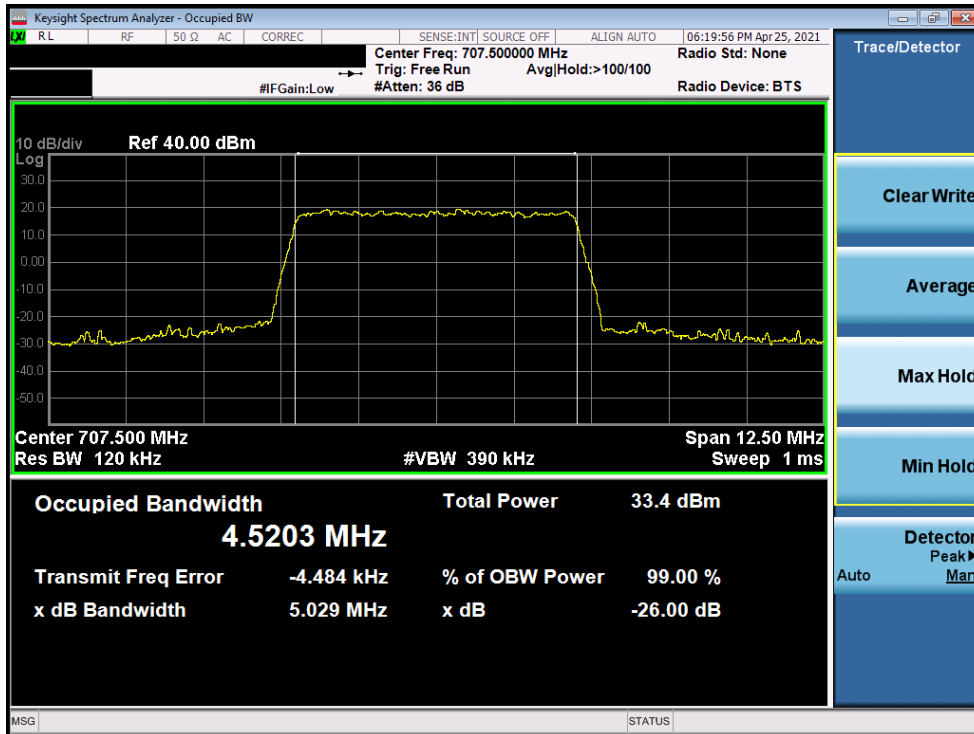 Keysight Spectrum Analyzer - Occupied BW
LXI RL RF 50 Ω AC CORREC SENSE:INT SOURCE OFF ALIGN AUTO 06:19:56 PM Apr 25, 2021
Center Freq: 707.500000 MHz Radio Std: None
Trig: Free Run Avg|Hold:>100/100
#IFGain:Low #Atten: 36 dB Radio Device: BTS
10 dB/div Ref 40.00 dBm
Log
30.0
20.0
10.0
0.00
-10.0
-20.0
-30.0
-40.0
-50.0
Center 707.500 MHz Span 12.50 MHz
Res BW 120 kHz #VBW 390 kHz Sweep 1 ms
Occupied Bandwidth Total Power 33.4 dBm
4.5203 MHz
Transmit Freq Error -4.484 kHz % of OBW Power 99.00 %
x dB Bandwidth 5.029 MHz x dB -26.00 dB
MSG STATUS
Trace/Detector
Clear Write
Average
Max Hold
Min Hold
Detector
Peak▶
Auto Man